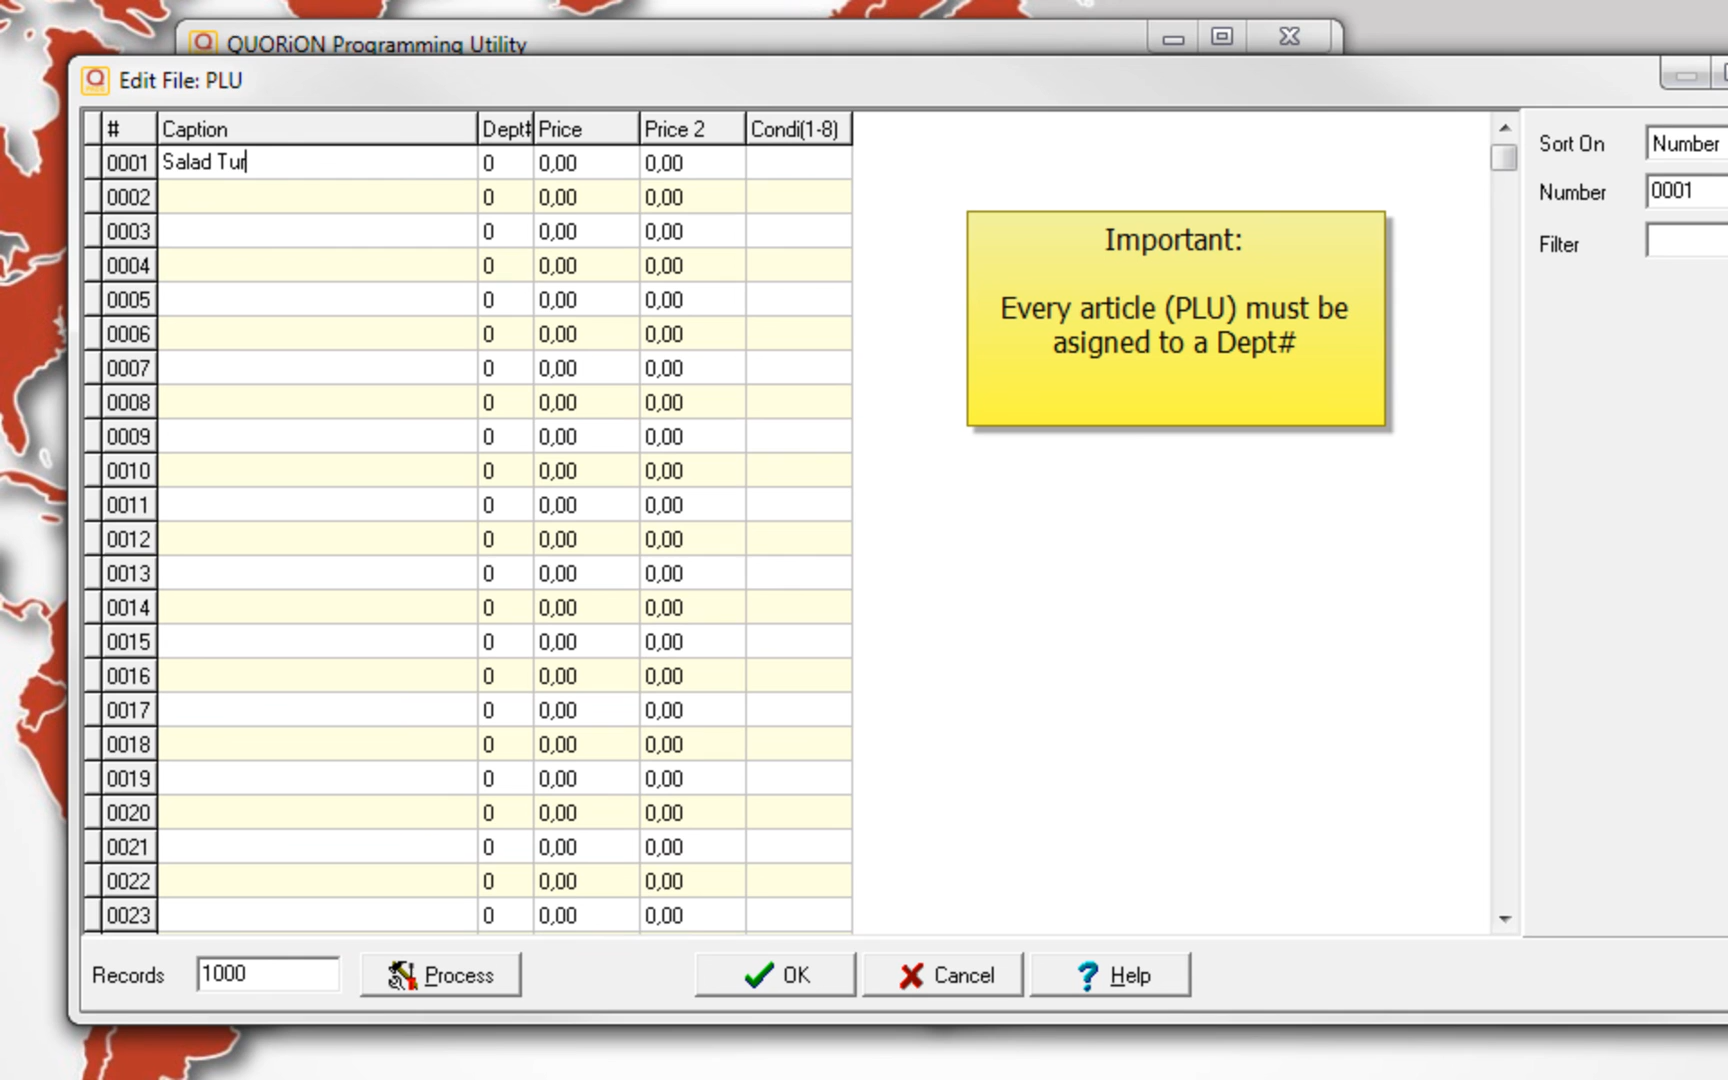 QUORiON Programming Utility
Edit File: PLU
# Caption Dept# Price Price 2 Condi(1-8)
0001 Salad Tur 0 0,00 0,00
0002 0 0,00 0,00
0003 0 0,00 0,00
0004 0 0,00 0,00
0005 0 0,00 0,00
0006 0 0,00 0,00
0007 0 0,00 0,00
0008 0 0,00 0,00
0009 0 0,00 0,00
0010 0 0,00 0,00
0011 0 0,00 0,00
0012 0 0,00 0,00
0013 0 0,00 0,00
0014 0 0,00 0,00
0015 0 0,00 0,00
0016 0 0,00 0,00
0017 0 0,00 0,00
0018 0 0,00 0,00
0019 0 0,00 0,00
0020 0 0,00 0,00
0021 0 0,00 0,00
0022 0 0,00 0,00
0023 0 0,00 0,00
Important:
Every article (PLU) must be
asigned to a Dept#
Sort On Number
Number 0001
Filter
Records 1000 Process OK Cancel Help